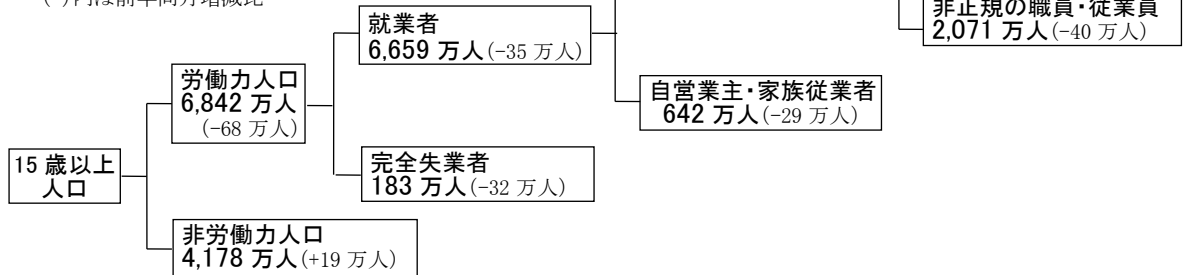 ( )内は前年同月増減比
就業者
6,659 万人(-35 万人)
非正規の職員・従業員
2,071 万人(-40 万人)
労働力人口
6,842 万人
(-68 万人)
自営業主・家族従業者
642 万人(-29 万人)
15 歳以上
人口
完全失業者
183 万人(-32 万人)
非労働力人口
4,178 万人(+19 万人)